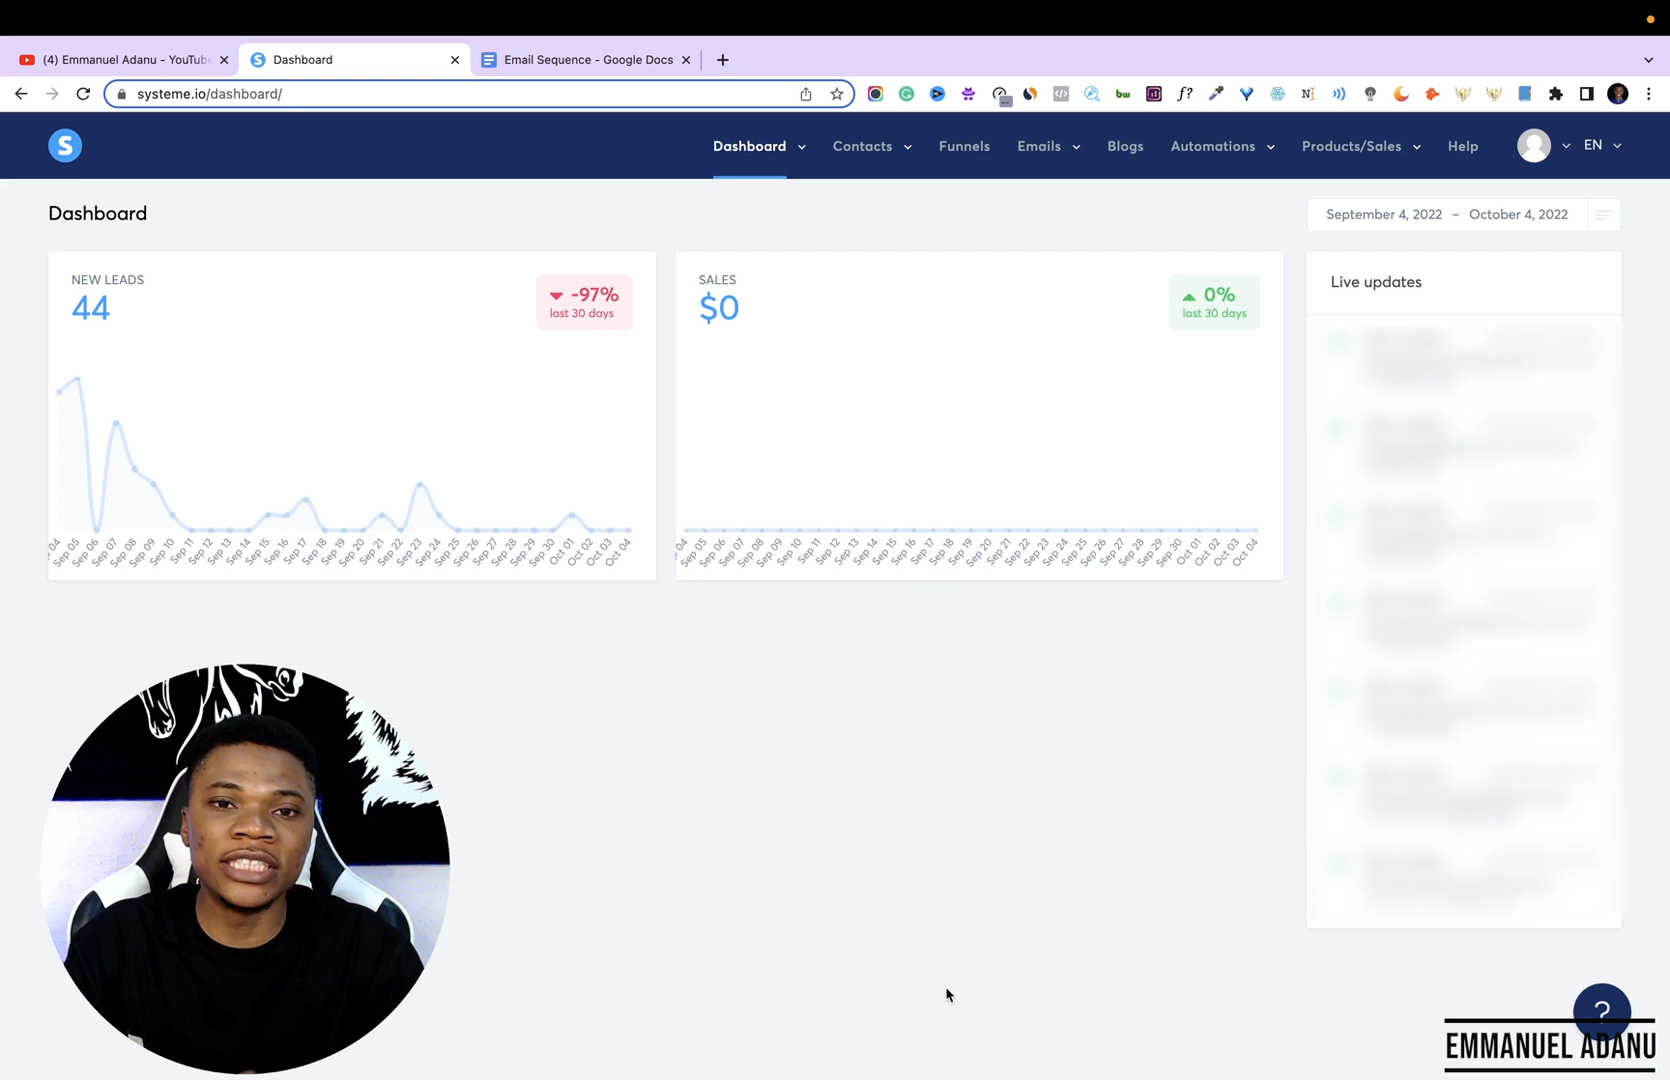 (4) Emmanuel Adanu - YouTube
Dashboard
Email Sequence - Google Docs
systeme.io/dashboard/
S
Dashboard
Contacts
Funnels
Emails
Blogs
Automations
Products/Sales
Help
EN
Dashboard
September 4, 2022 – October 4, 2022
NEW LEADS
44
-97%
last 30 days
SALES
$0
0%
last 30 days
Live updates
04 Sep 05 Sep 06 Sep 07 Sep 08 Sep 09 Sep 10 Sep 11 Sep 12 Sep 13 Sep 14 Sep 15 Sep 16 Sep 17 Sep 18 Sep 19 Sep 20 Sep 21 Sep 22 Sep 23 Sep 24 Sep 25 Sep 26 Sep 27 Sep 28 Sep 29 Sep 30 Oct 01 Oct 02 Oct 03 Oct 04
04 Sep 05 Sep 06 Sep 07 Sep 08 Sep 09 Sep 10 Sep 11 Sep 12 Sep 13 Sep 14 Sep 15 Sep 16 Sep 17 Sep 18 Sep 19 Sep 20 Sep 21 Sep 22 Sep 23 Sep 24 Sep 25 Sep 26 Sep 27 Sep 28 Sep 29 Sep 30 Oct 01 Oct 02 Oct 03 Oct 04
?
EMMANUEL ADANU